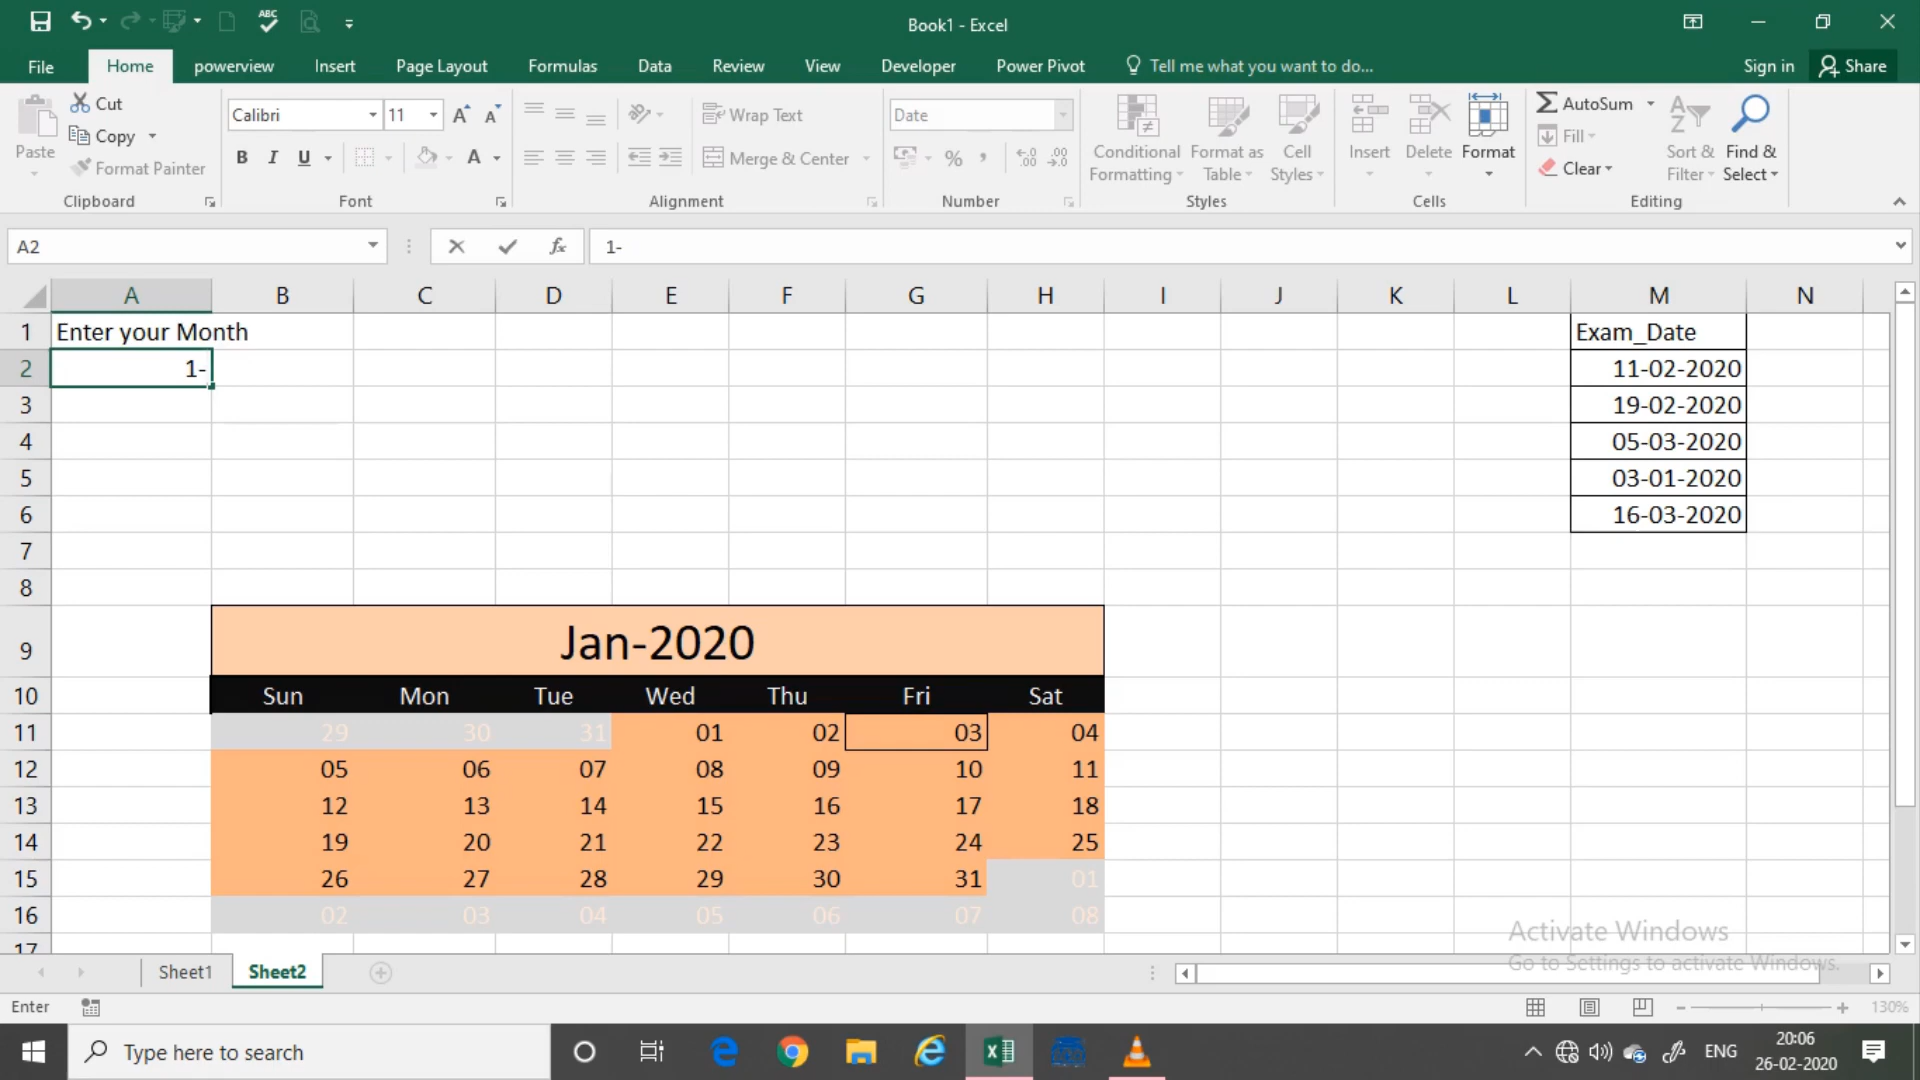 ABC
Book1 - Excel
File Home powerview Insert Page Layout Formulas Data Review View Developer Power Pivot Tell me what you want to do... Sign in Share
Paste
Cut
Copy
Format Painter
Clipboard
Calibri 11
B I U A
Font
Wrap Text
Merge & Center
Alignment
Date
% ,
Number
Conditional Formatting
Format as Table
Cell Styles
Styles
Insert Delete Format
Cells
AutoSum
Fill
Clear
Sort & Filter
Find & Select
Editing
A2 fx 1-
A B C D E F G H I J K L M N
1 Enter your Month Exam_Date
2 1- 11-02-2020
3 19-02-2020
4 05-03-2020
5 03-01-2020
6 16-03-2020
7
8
9 Jan-2020
10 Sun Mon Tue Wed Thu Fri Sat
11 29 30 31 01 02 03 04
12 05 06 07 08 09 10 11
13 12 13 14 15 16 17 18
14 19 20 21 22 23 24 25
15 26 27 28 29 30 31 01
16 02 03 04 05 06 07 08
17
Activate Windows
Go to Settings to activate Windows.
Sheet1 Sheet2
Enter 130%
Type here to search
ENG
20:06
26-02-2020